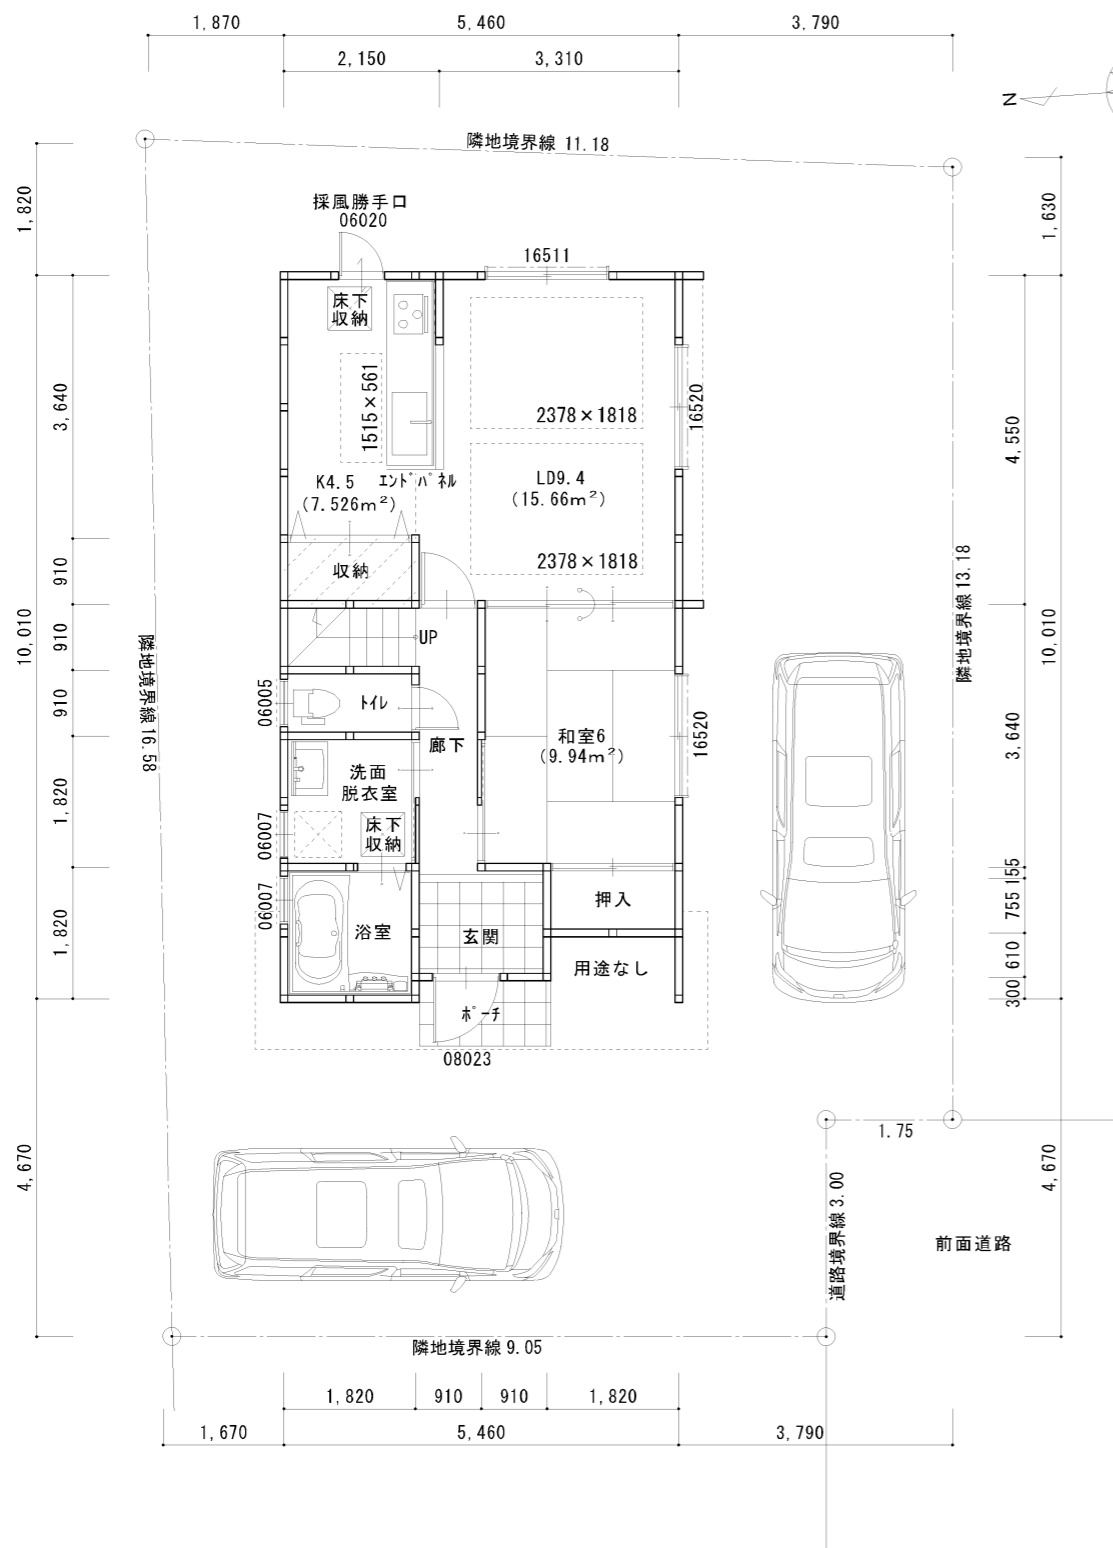 1,870
5,460
3,790
2,150
3,310
N
隣地境界線 11.18
1,820
1,630
採風勝手口
06020
16511
床下
収納
1515×561
2378×1818
16520
3,640
4,550
K4.5
エンドパネル
(7.526m²)
LD9.4
(15.66m²)
2378×1818
収納
910
隣地境界線 13.18
10,010
910
UP
10,010
隣地境界線 16.58
910
06005
トイレ
廊下
和室6
(9.94m²)
16520
3,640
1,820
洗面
脱衣室
06007
床下
収納
155
1,820
06007
浴室
玄関
押入
755
用途なし
610
300
ポーチ
08023
4,670
1.75
道路境界線 3.00
4,670
前面道路
隣地境界線 9.05
1,820
910
910
1,820
1,670
5,460
3,790